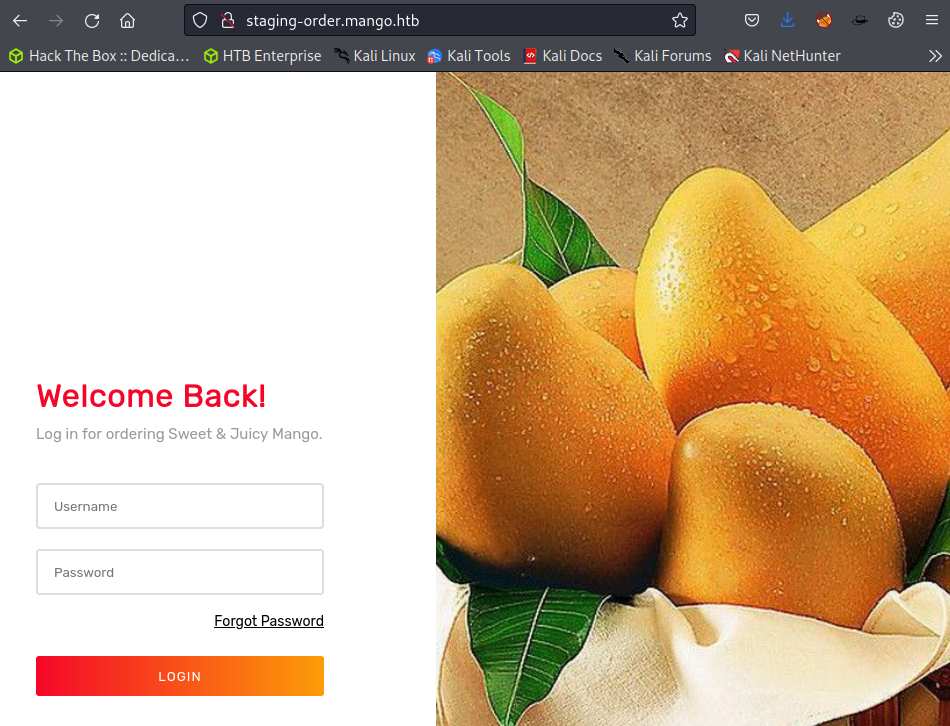 staging-order.mango.htb
Hack The Box :: Dedica… HTB Enterprise Kali Linux Kali Tools Kali Docs Kali Forums Kali NetHunter
Welcome Back!
Log in for ordering Sweet & Juicy Mango.
Username
Password
Forgot Password
LOGIN